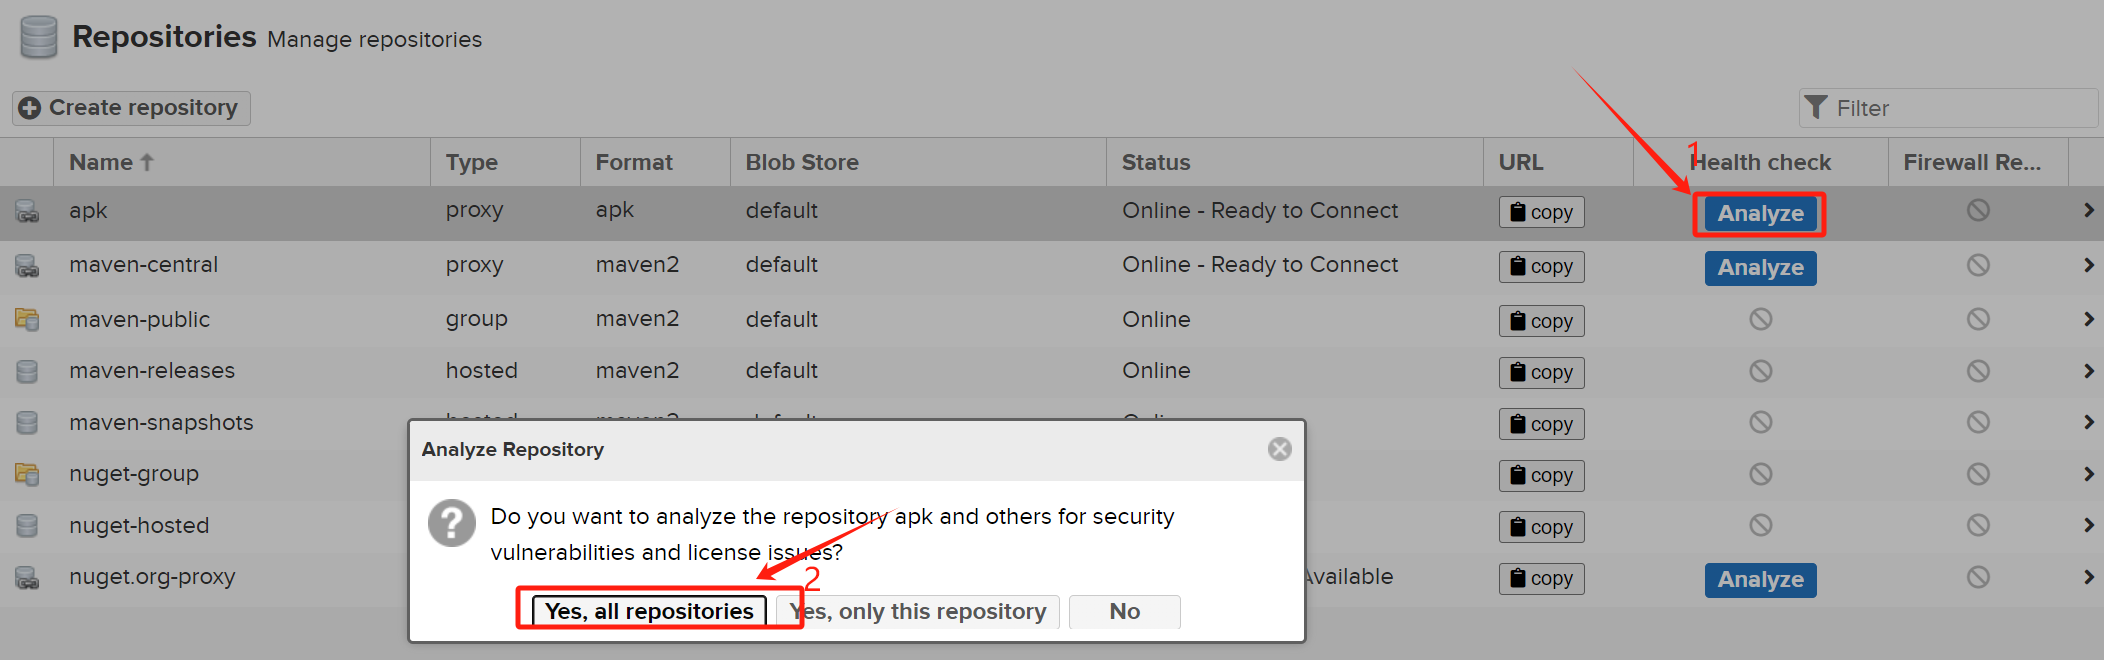 Repositories Manage repositories
Create repository
Filter
Name Type Format Blob Store Status URL Health check Firewall Re...
1
apk proxy apk default Online - Ready to Connect copy Analyze
maven-central proxy maven2 default Online - Ready to Connect copy Analyze
maven-public group maven2 default Online copy
maven-releases hosted maven2 default Online copy
maven-snapshots hosted maven2 default Online copy
nuget-group copy
nuget-hosted copy
nuget.org-proxy Available copy Analyze
Analyze Repository
Do you want to analyze the repository apk and others for security
vulnerabilities and license issues?
2
Yes, all repositories Yes, only this repository No